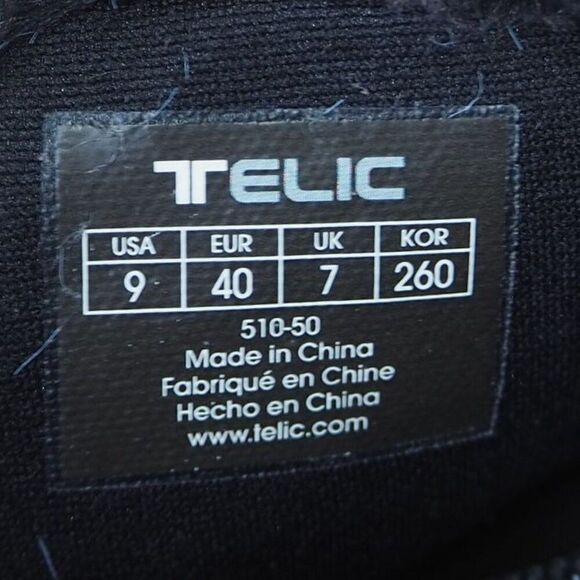 TELIC
USA EUR UK KOR
9 40 7 260
510-50
Made in China
Fabriqué en Chine
Hecho en China
www.telic.com